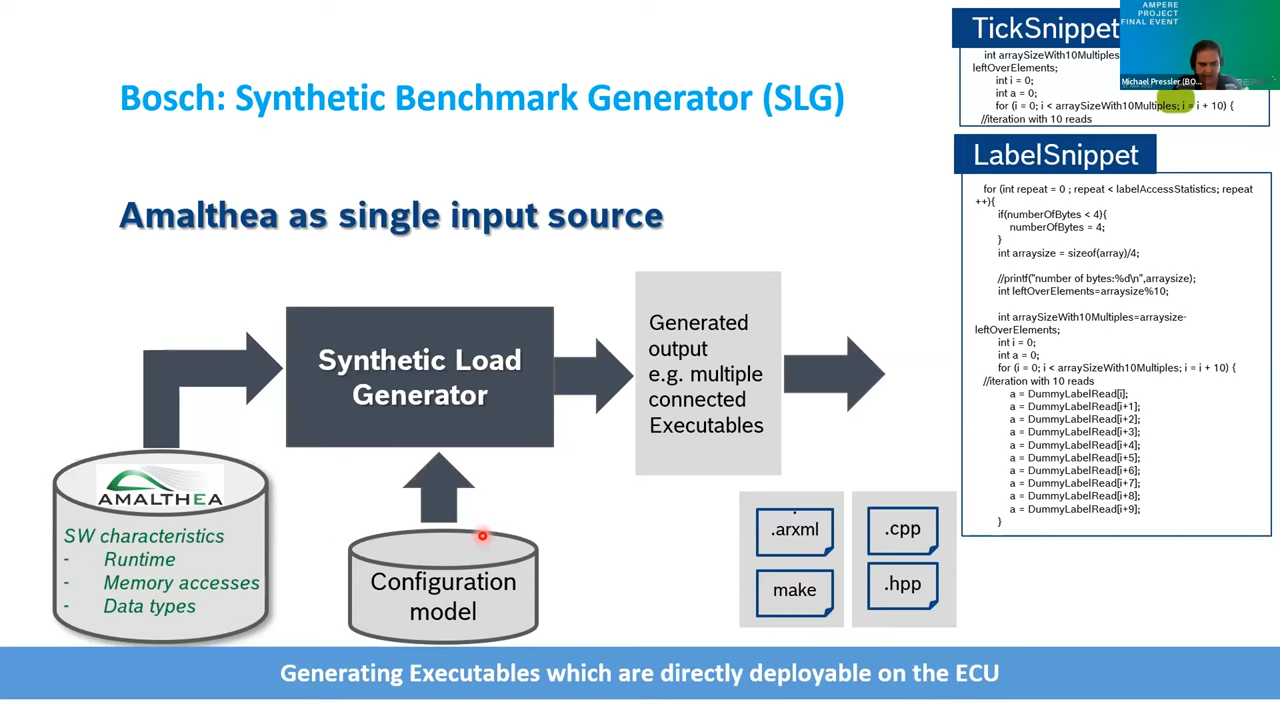 Bosch: Synthetic Benchmark Generator (SLG)
Amalthea as single input source
Synthetic Load
Generator
Generated
output
e.g. multiple
connected
Executables
AMALTHEA
SW characteristics
- Runtime
- Memory accesses
- Data types
Configuration
model
.arxml
make
.cpp
.hpp
TickSnippet
int arraySizeWith10Multiples
leftOverElements;
int i = 0;
int a = 0;
for (i = 0; i < arraySizeWith10Multiples; i = i + 10) {
//iteration with 10 reads
AMPERE
PROJECT
FINAL EVENT
Michael Pressler (BO...
LabelSnippet
for (int repeat = 0 ; repeat < labelAccessStatistics; repeat
++){
if(numberOfBytes < 4){
numberOfBytes = 4;
}
int arraysize = sizeof(array)/4;
//printf("number of bytes:%d\n",arraysize);
int leftOverElements=arraysize%10;
int arraySizeWith10Multiples=arraysize-
leftOverElements;
int i = 0;
int a = 0;
for (i = 0; i < arraySizeWith10Multiples; i = i + 10) {
//iteration with 10 reads
a = DummyLabelRead[i];
a = DummyLabelRead[i+1];
a = DummyLabelRead[i+2];
a = DummyLabelRead[i+3];
a = DummyLabelRead[i+4];
a = DummyLabelRead[i+5];
a = DummyLabelRead[i+6];
a = DummyLabelRead[i+7];
a = DummyLabelRead[i+8];
a = DummyLabelRead[i+9];
}
Generating Executables which are directly deployable on the ECU